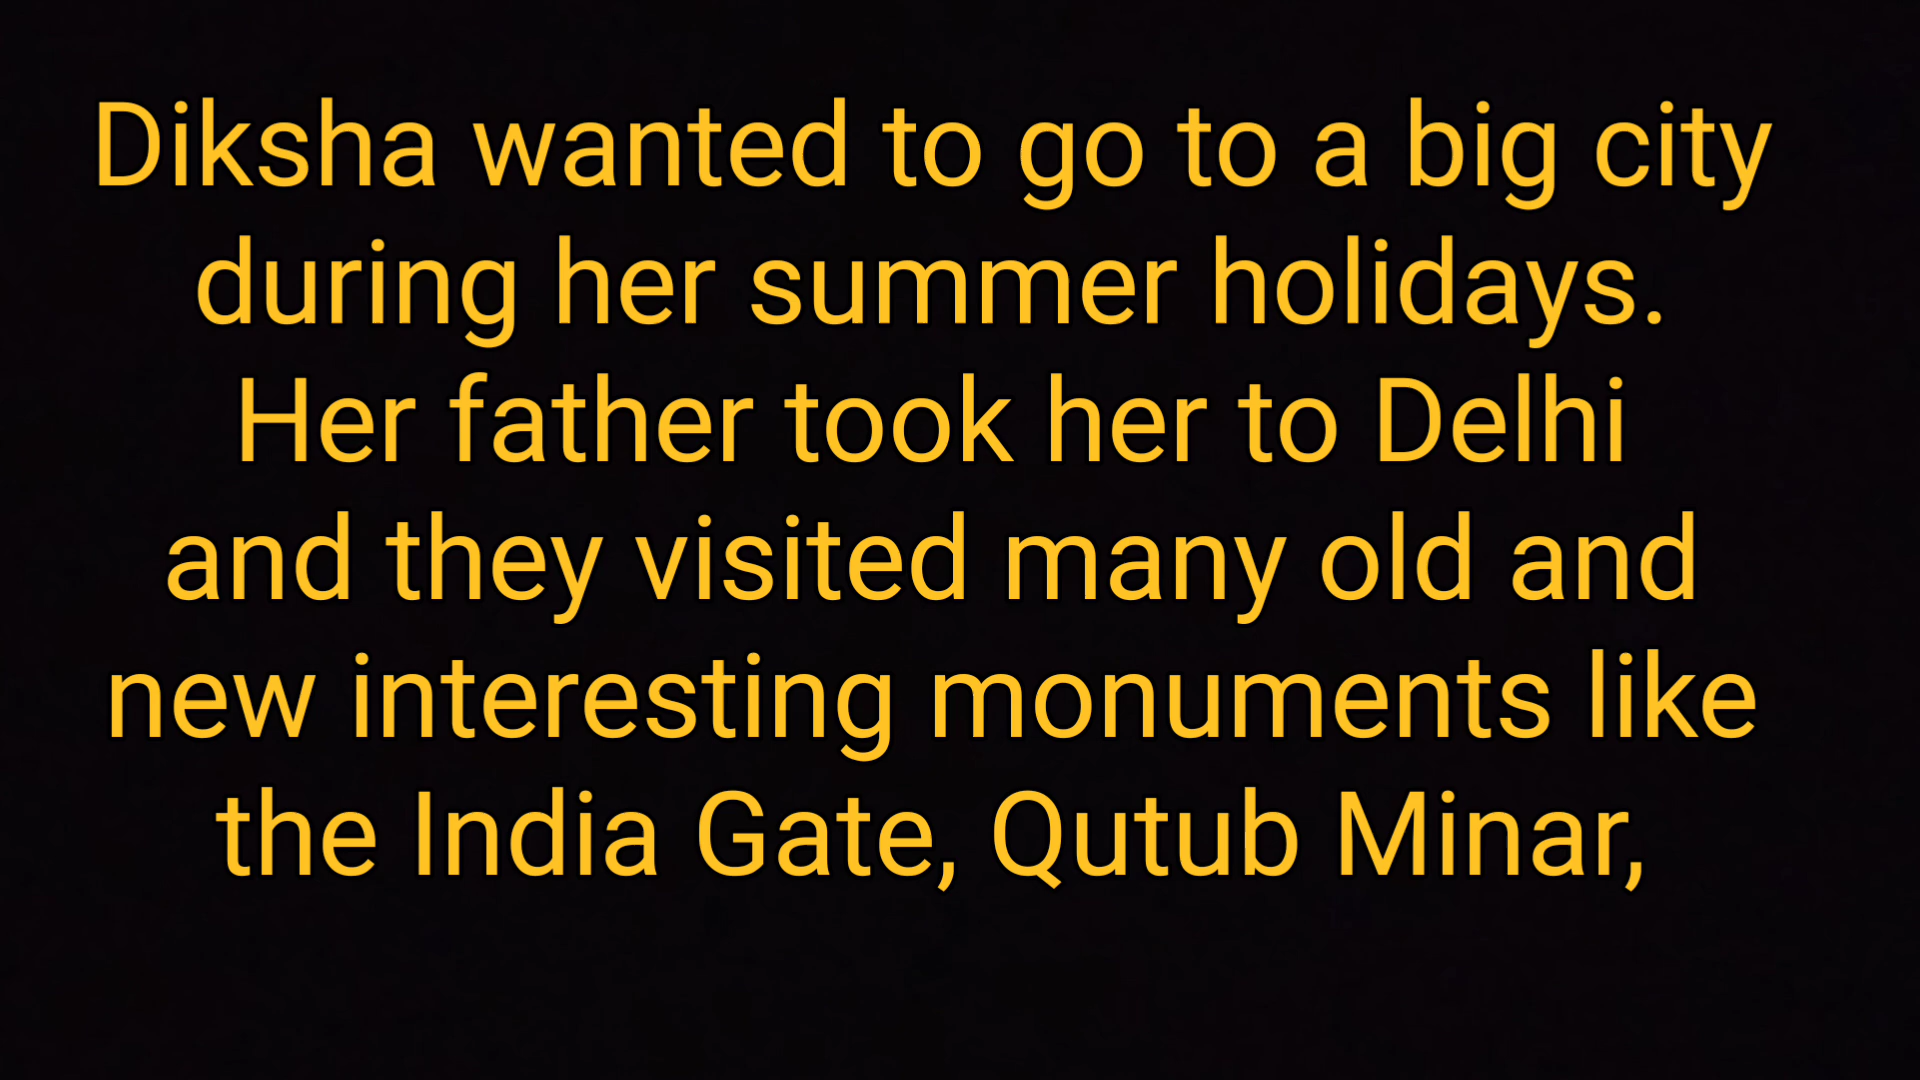 Diksha wanted to go to a big city
during her summer holidays.
Her father took her to Delhi
and they visited many old and
new interesting monuments like
the India Gate, Qutub Minar,